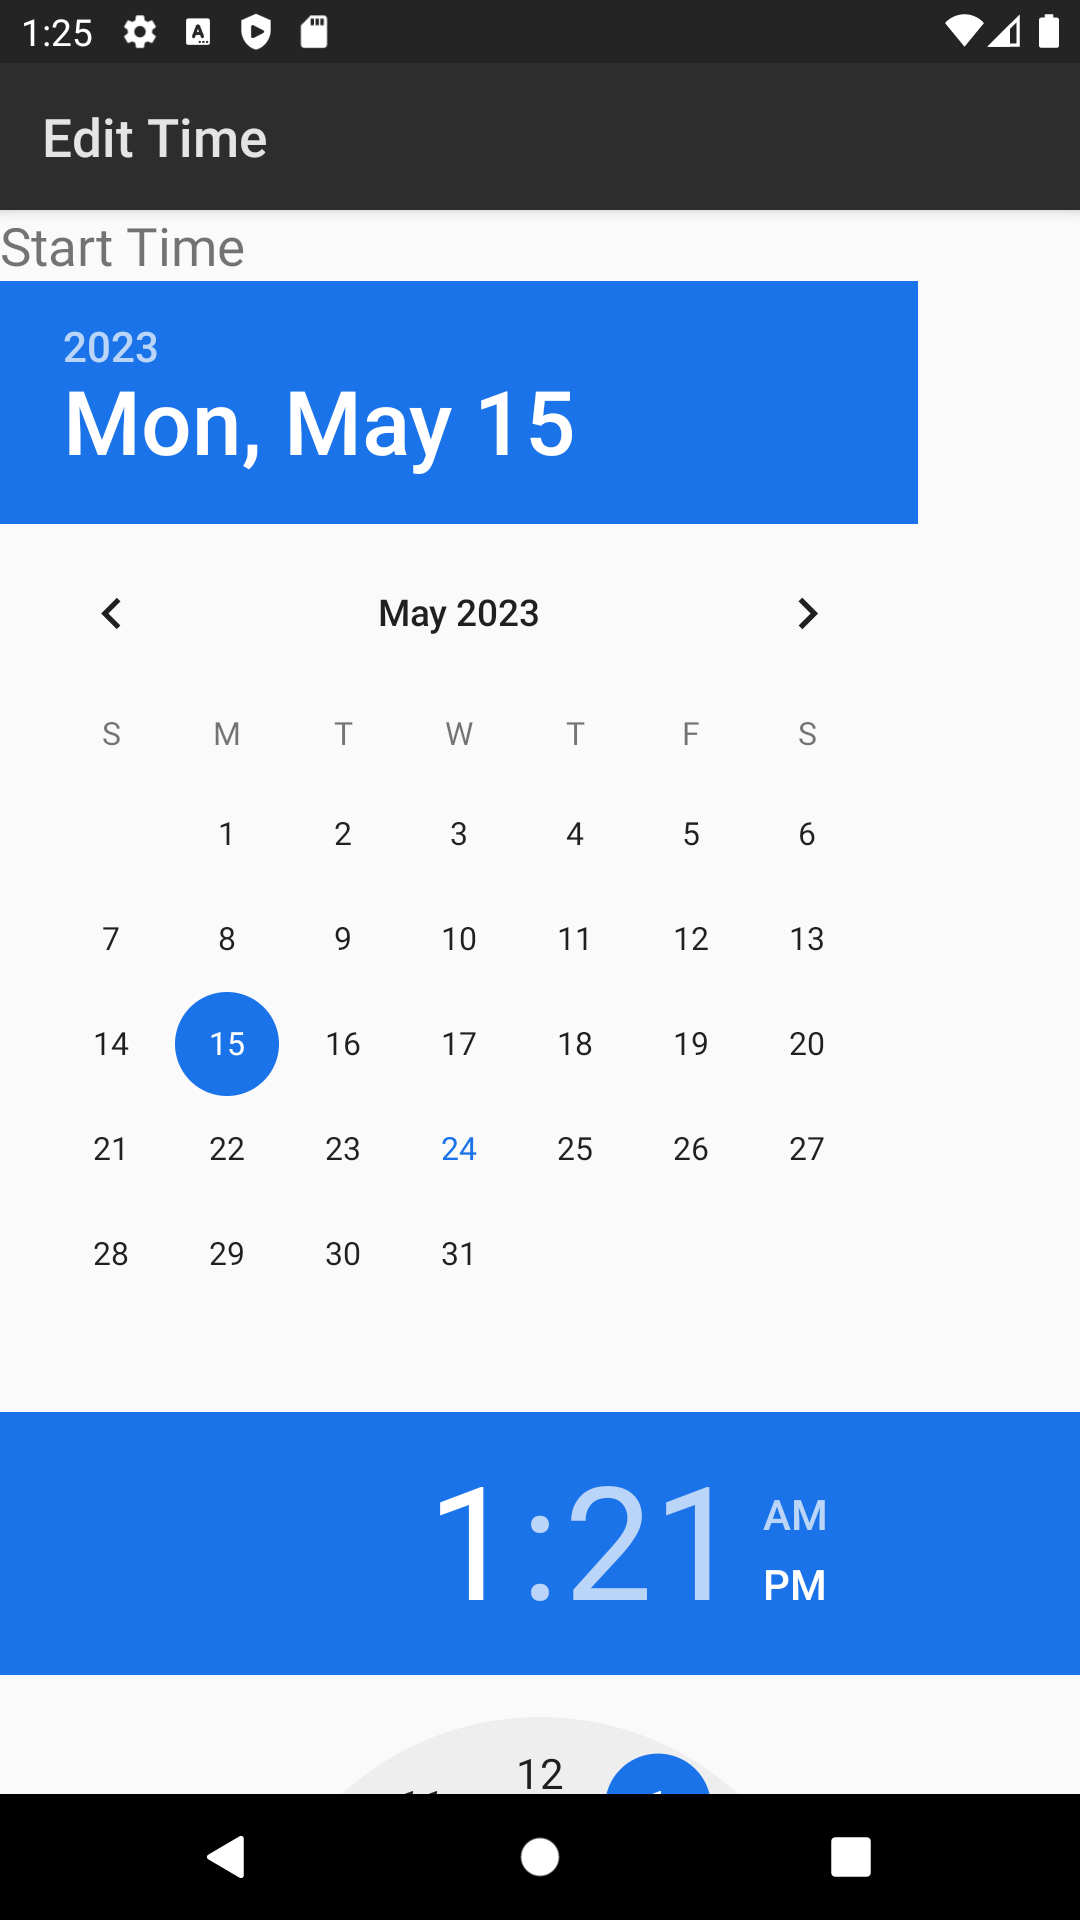 1:25
Edit Time
Start Time
2023
Mon, May 15
May 2023
S M T W T F S
1 2 3 4 5 6
7 8 9 10 11 12 13
14 15 16 17 18 19 20
21 22 23 24 25 26 27
28 29 30 31
1:21 AM PM
12